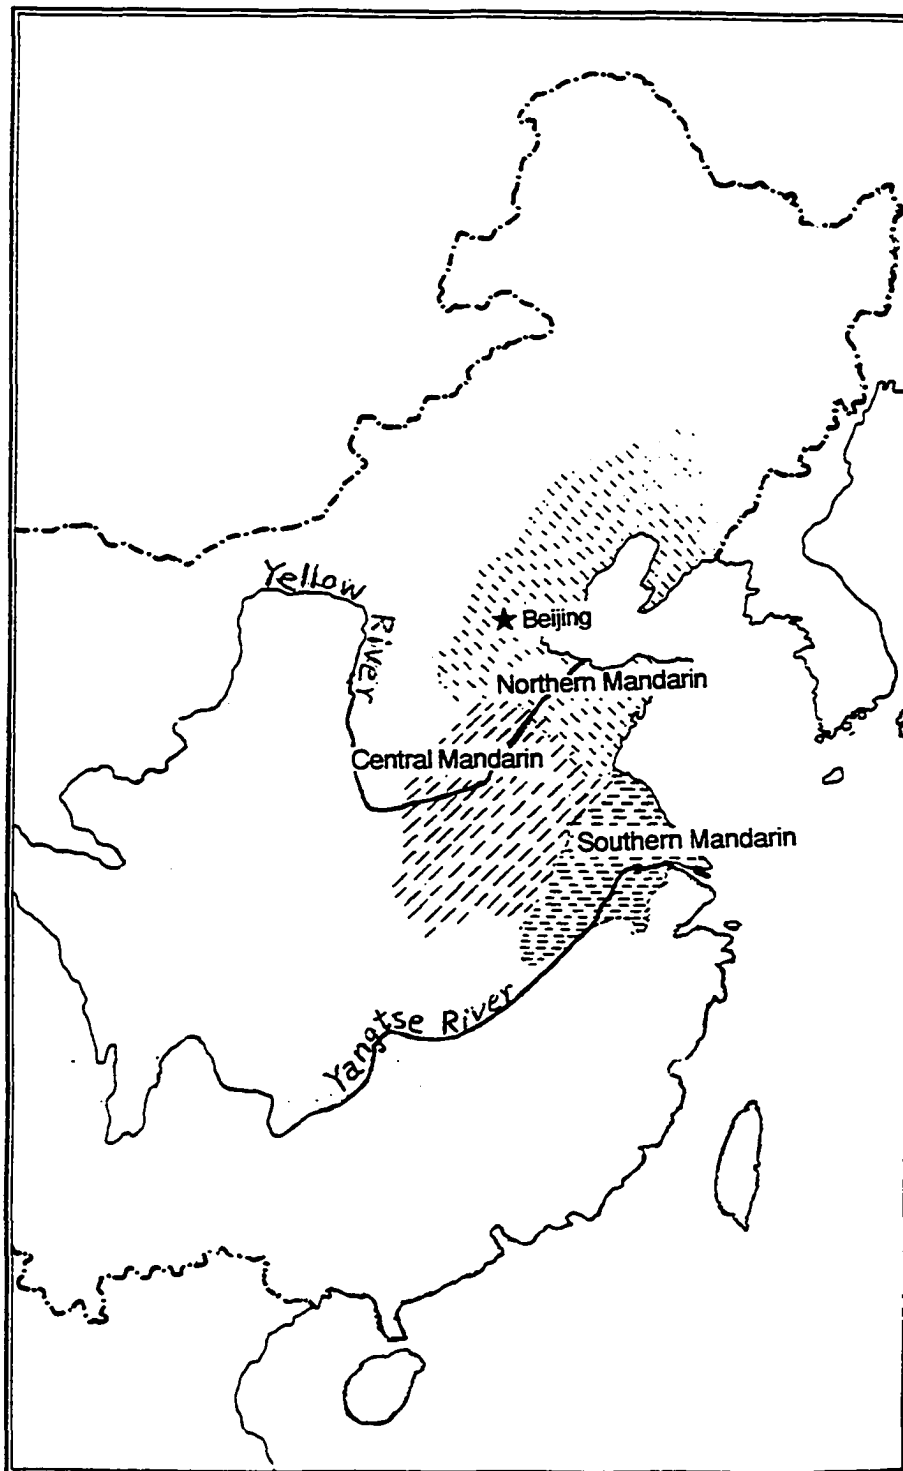 Yellow
River
Beijing
Northern Mandarin
Central Mandarin
Southern Mandarin
Yangtse River